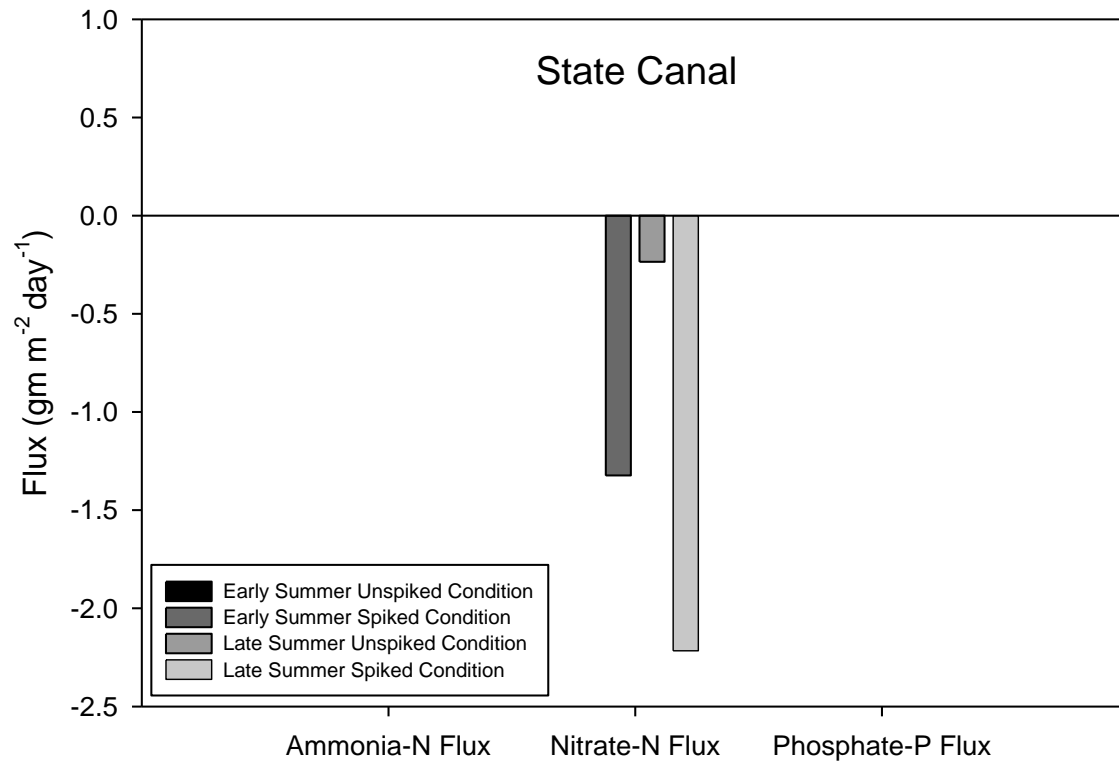 State Canal
1.0
0.5
0.0
-0.5
-1.0
-1.5
-2.0
-2.5
Flux (gm m⁻² day⁻¹)
Early Summer Unspiked Condition
Early Summer Spiked Condition
Late Summer Unspiked Condition
Late Summer Spiked Condition
Ammonia-N Flux
Nitrate-N Flux
Phosphate-P Flux